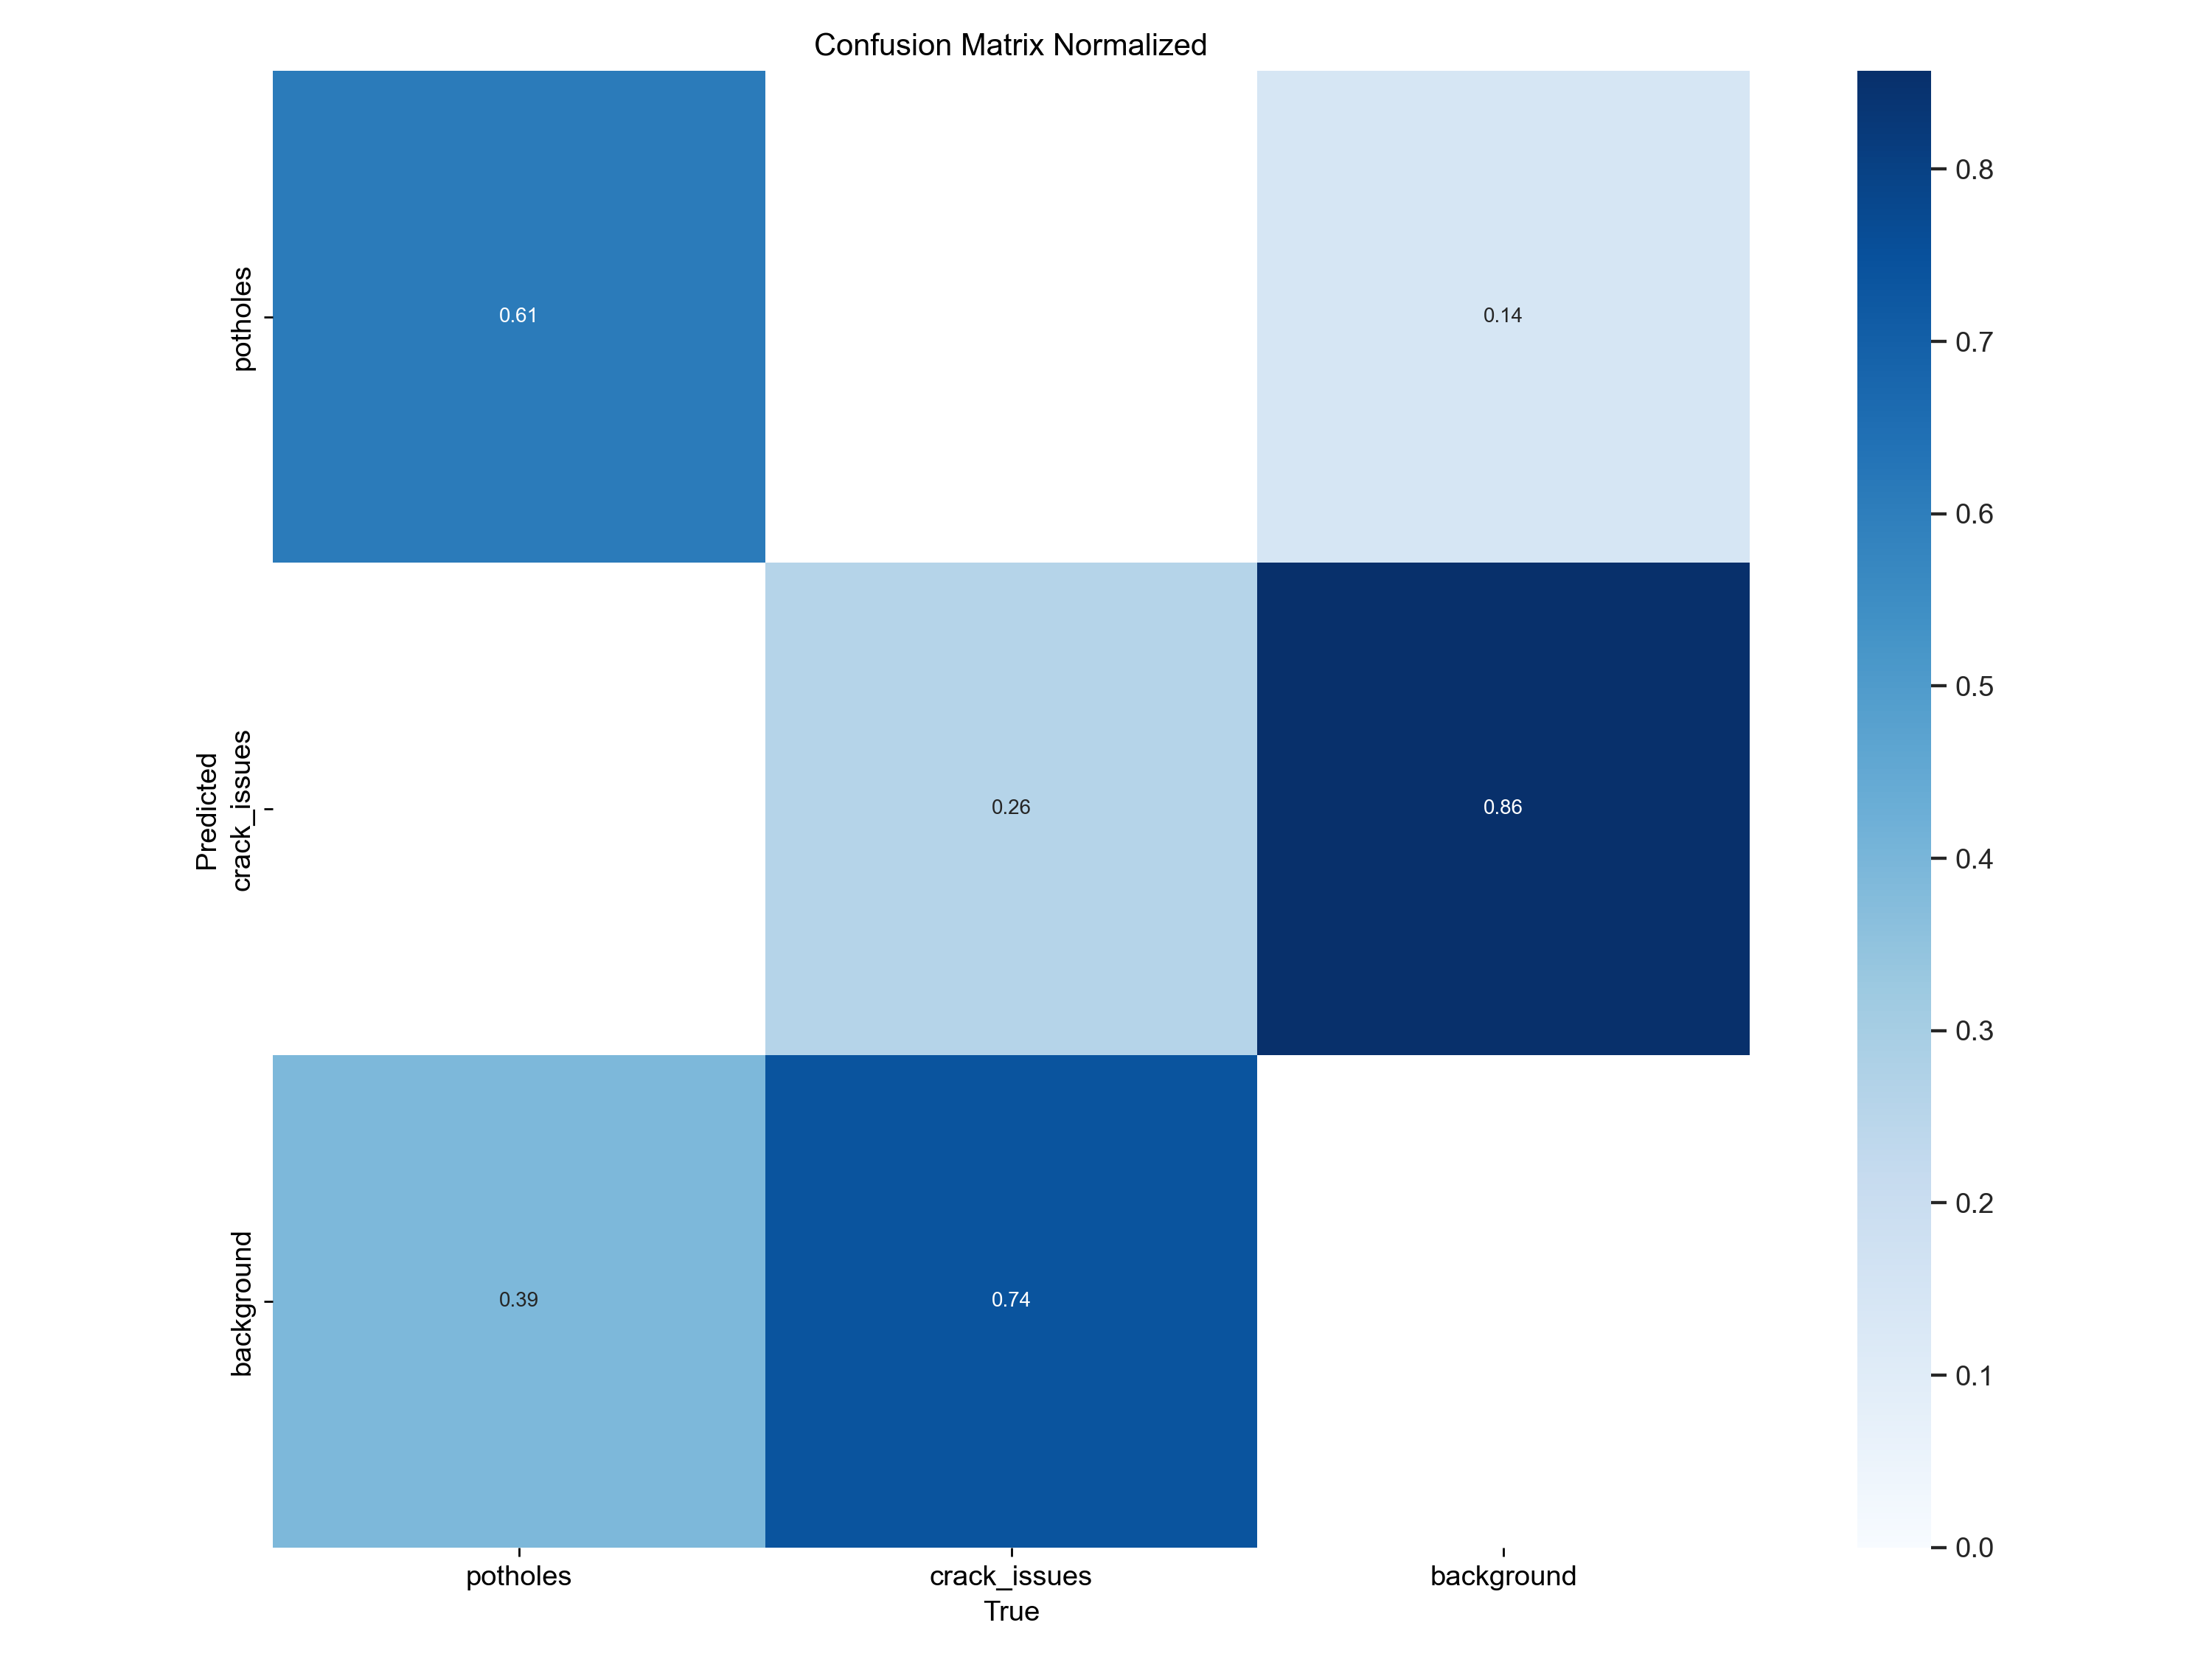 Confusion Matrix Normalized
potholes
0.61
0.14
Predicted
crack_issues
0.26
0.86
background
0.39
0.74
potholes
crack_issues
background
True
0.8
0.7
0.6
0.5
0.4
0.3
0.2
0.1
0.0